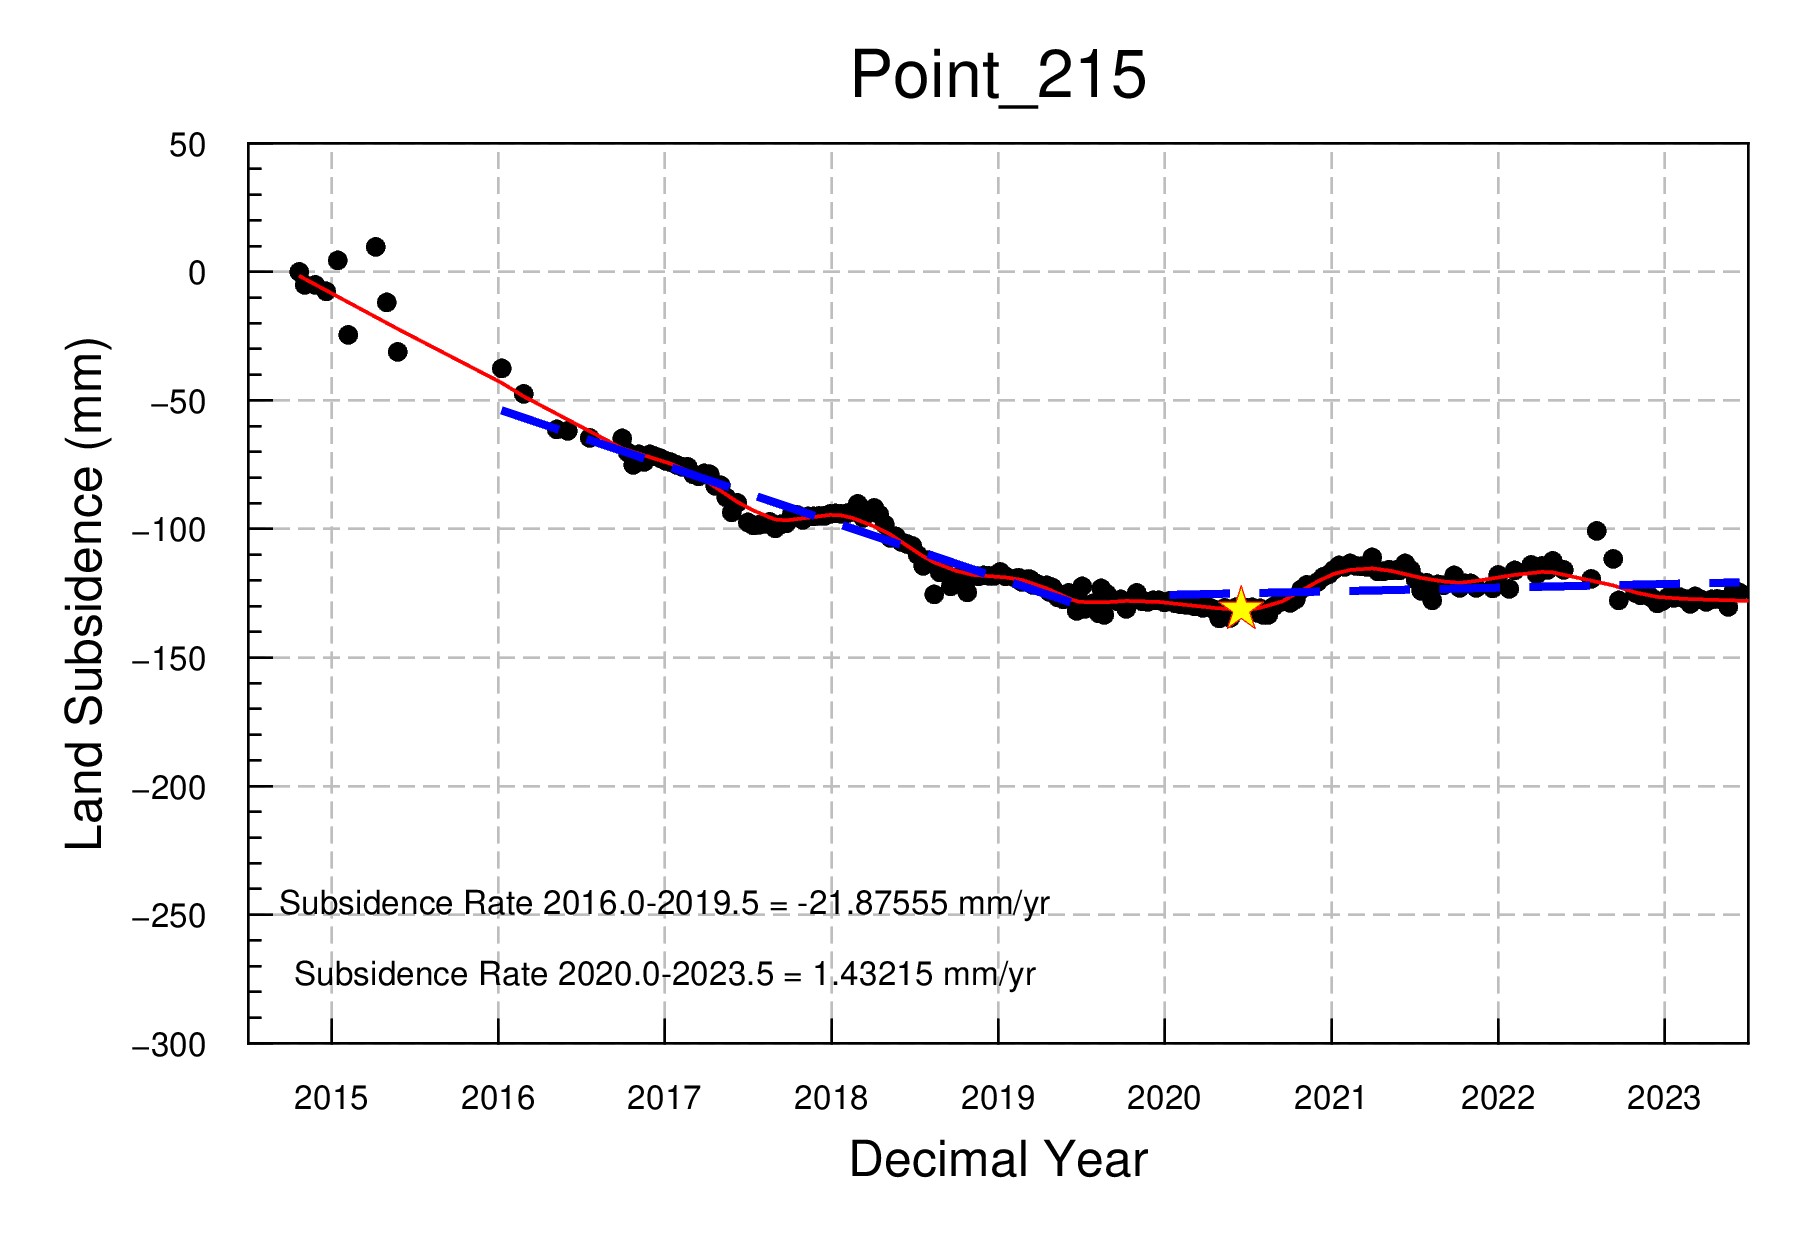 Point_215
50
0
−50
−100
−150
−200
−250
−300
Land Subsidence (mm)
Subsidence Rate 2016.0-2019.5 = -21.87555 mm/yr
Subsidence Rate 2020.0-2023.5 = 1.43215 mm/yr
2015 2016 2017 2018 2019 2020 2021 2022 2023
Decimal Year